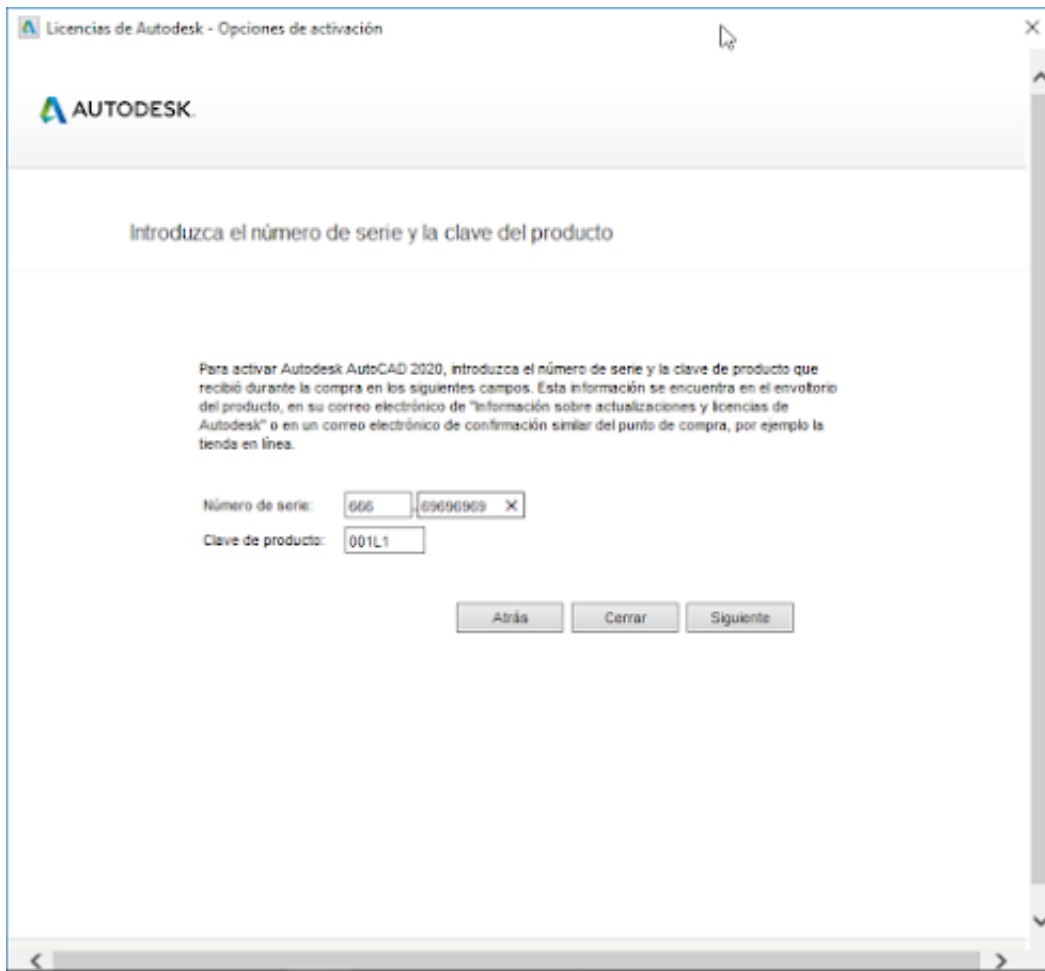 Licencias de Autodesk - Opciones de activación
AUTODESK.
Introduzca el número de serie y la clave del producto
Para activar Autodesk AutoCAD 2020, introduzca el número de serie y la clave de producto que
recibió durante la compra en los siguientes campos. Esta información se encuentra en el envoltorio
del producto, en su correo electrónico de "Información sobre actualizaciones y licencias de
Autodesk" o en un correo electrónico de confirmación similar del punto de compra, por ejemplo la
tienda en línea.
Número de serie: 666 - 69696969
Clave de producto: 001L1
Atrás Cerrar Siguiente